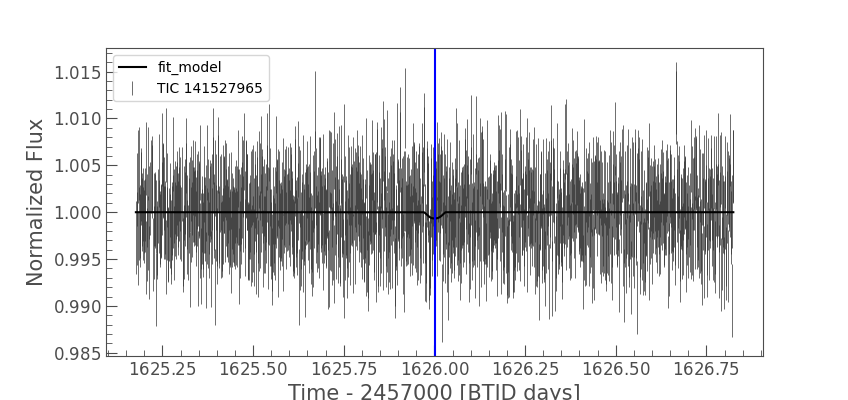 fit_model
TIC 141527965
1.015
1.010
1.005
1.000
0.995
0.990
0.985
Normalized Flux
1625.25 1625.50 1625.75 1626.00 1626.25 1626.50 1626.75
Time - 2457000 [BTJD days]